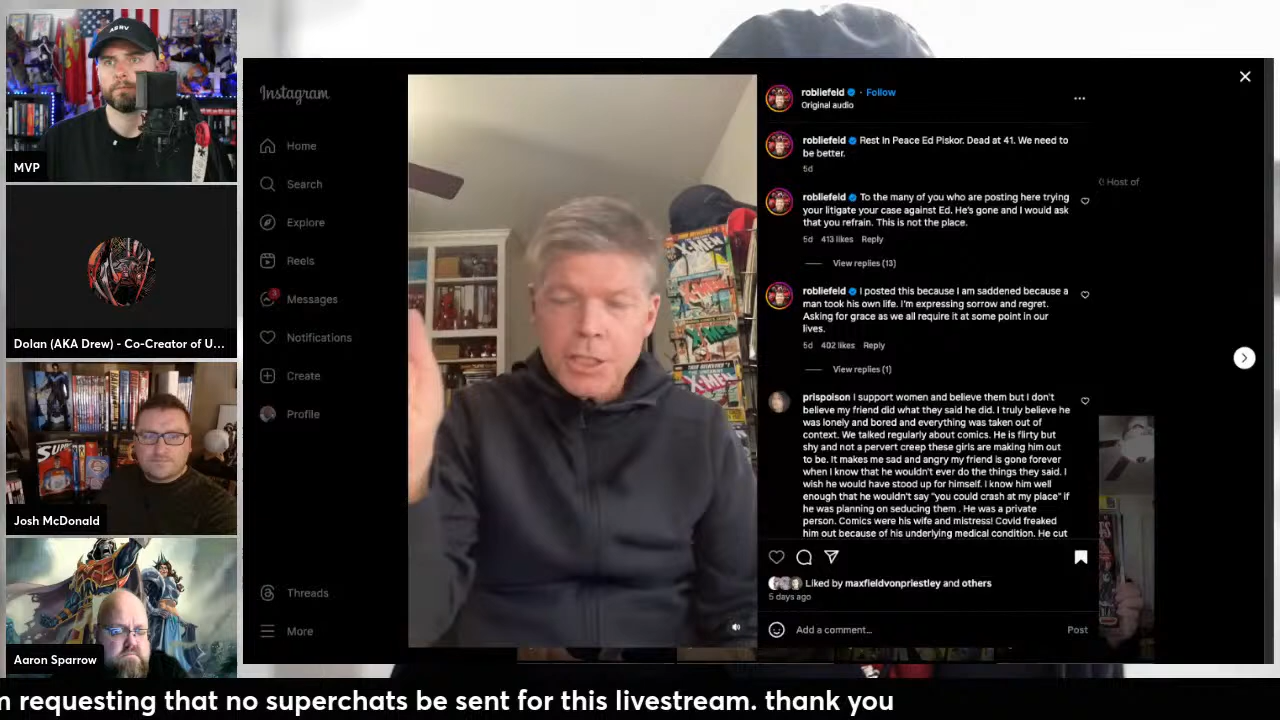 MVP
Dolan (AKA Drew) - Co-Creator of U...
Josh McDonald
Aaron Sparrow
Instagram
Home
Search
Explore
Reels
3
Messages
Notifications
Create
Profile
Threads
More
X-MEN
X-MEN
robliefeld · Follow
Original audio
robliefeld Rest In Peace Ed Piskor. Dead at 41. We need to
be better.
5d
robliefeld To the many of you who are posting here trying
your litigate your case against Ed. He's gone and I would ask
that you refrain. This is not the place.
5d 413 likes Reply
View replies (13)
robliefeld I posted this because I am saddened because a
man took his own life. I'm expressing sorrow and regret.
Asking for grace as we all require it at some point in our
lives.
5d 402 likes Reply
View replies (1)
prispoison I support women and believe them but I don't
believe my friend did what they said he did. I truly believe he
was lonely and bored and everything was taken out of
context. We talked regularly about comics. He is flirty but
shy and not a pervert creep these girls are making him out
to be. It makes me sad and angry my friend is gone forever
when I know that he wouldn't ever do the things they said. I
wish he would have stood up for himself. I know him well
enough that he wouldn't say "you could crash at my place" if
he was planning on seducing them . He was a private
person. Comics were his wife and mistress! Covid freaked
him out because of his underlying medical condition. He cut
Liked by maxfieldvonpriestley and others
5 days ago
Add a comment...
Post
Host of
requesting that no superchats be sent for this livestream. thank you